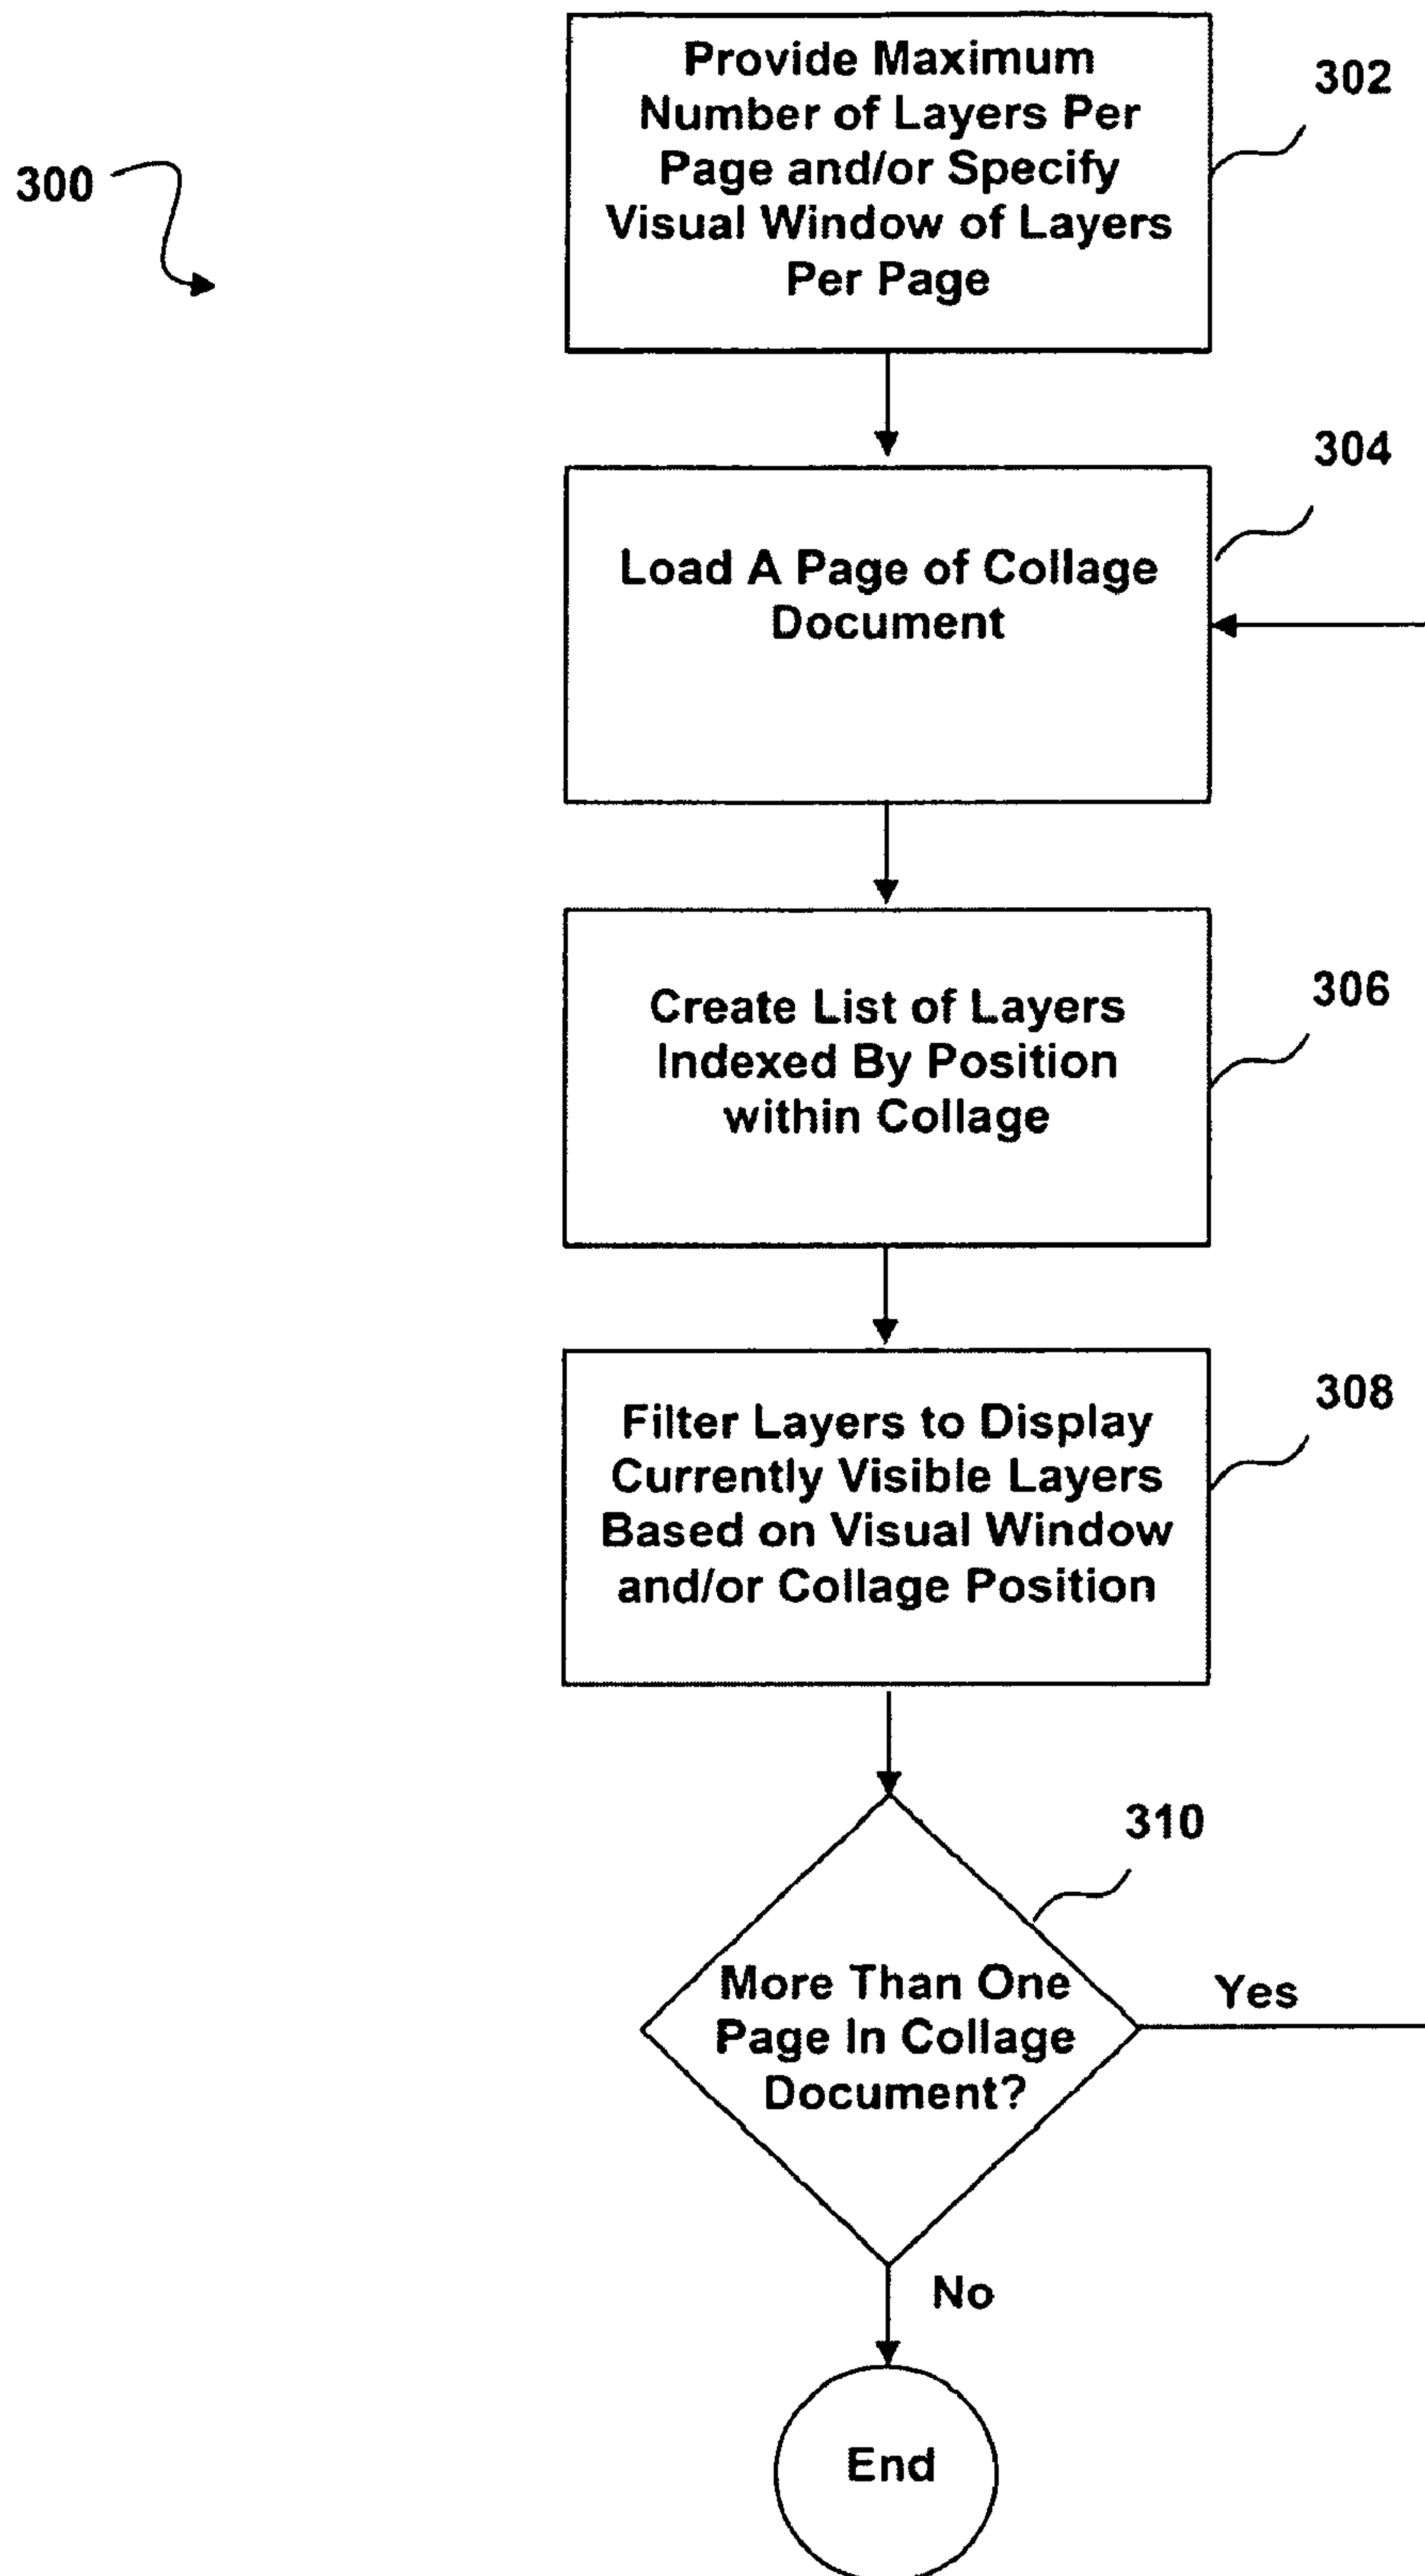 300
Provide Maximum
Number of Layers Per
Page and/or Specify
Visual Window of Layers
Per Page
302
Load A Page of Collage
Document
304
Create List of Layers
Indexed By Position
within Collage
306
Filter Layers to Display
Currently Visible Layers
Based on Visual Window
and/or Collage Position
308
More Than One
Page In Collage
Document?
310
Yes
No
End